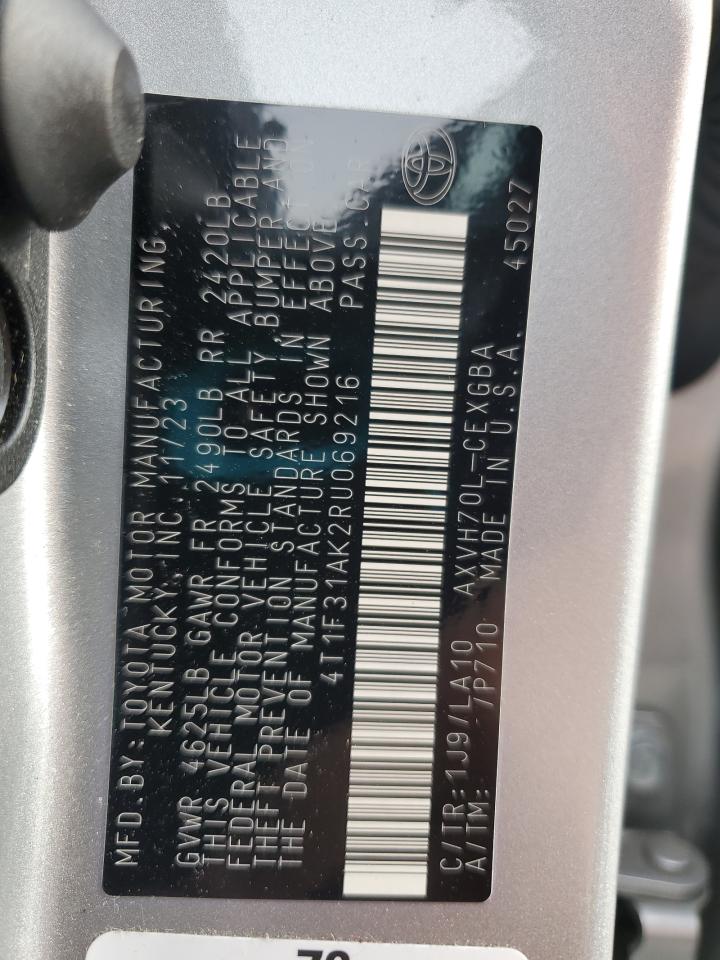 MFD. BY: TOYOTA MOTOR MANUFACTURING,
KENTUCKY, INC. 11/23
GVWR 4625LB GAWR FR 2490LB RR 2420LB
THIS VEHICLE CONFORMS TO ALL APPLICABLE
FEDERAL MOTOR VEHICLE SAFETY, BUMPER AND
THEFT PREVENTION STANDARDS IN EFFECT ON
THE DATE OF MANUFACTURE SHOWN ABOVE.
4T1F31AK2RU069216 PASS CAR
C/TR:1J9/LA10 AXVH70L-CEXGBA
A/TM: -/P710 MADE IN U.S.A. 45027